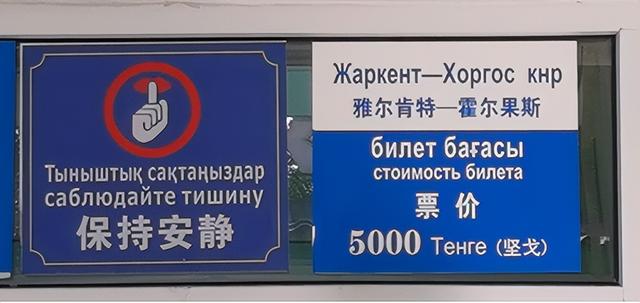 Тыныштық сақтаңыздар
саблюдайте тишину
保持安静
Жаркент—Хоргос кнр
雅尔肯特—霍尔果斯
билет бағасы
стоимость билета
票 价
5000 Тенге (坚戈)